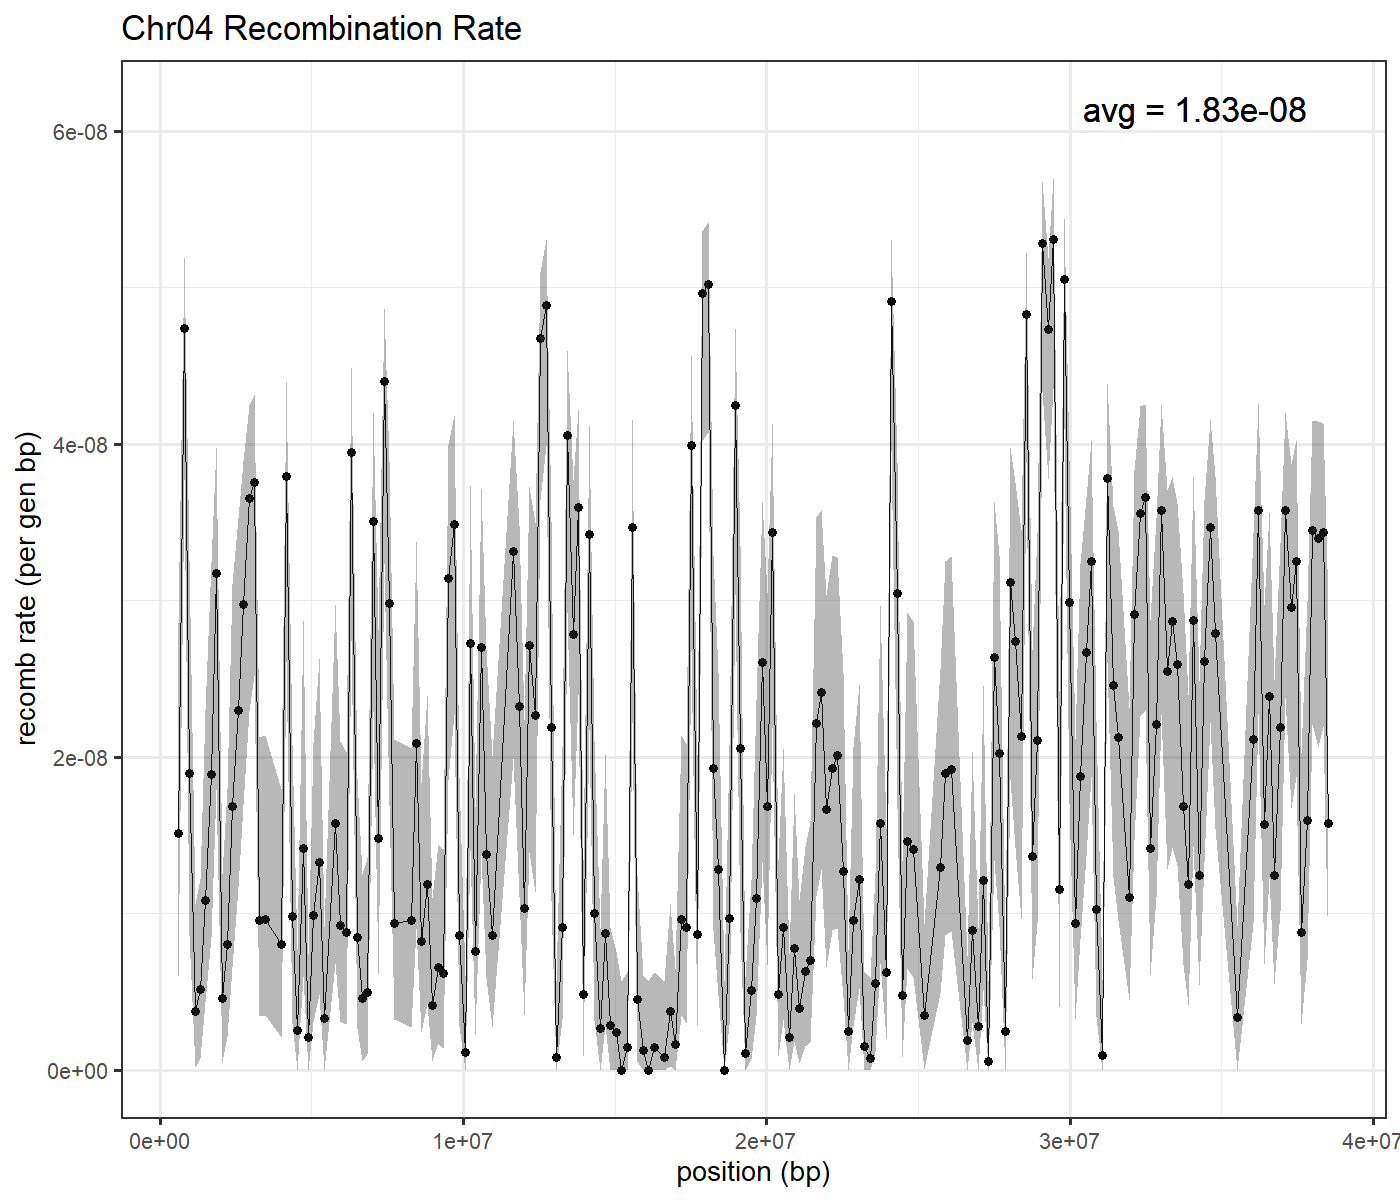 Chr04 Recombination Rate
avg = 1.83e-08
recomb rate (per gen bp)
6e-08
4e-08
2e-08
0e+00
0e+00 1e+07 2e+07 3e+07 4e+07
position (bp)